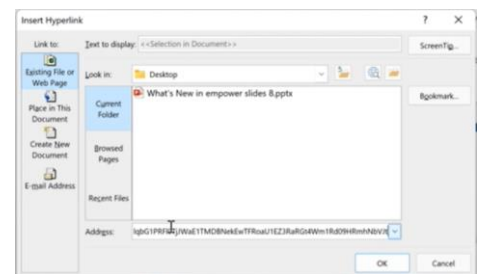 Insert Hyperlink ? ×
Link to:
Text to display: <<Selection in Document>>
ScreenTip...
Existing File or
Web Page
Look in: Desktop
Place in This
Document
Current
Folder
What's New in empower slides 8.pptx
Bookmark...
Create New
Document
Browsed
Pages
E-mail Address
Recent Files
Address:
OK
Cancel